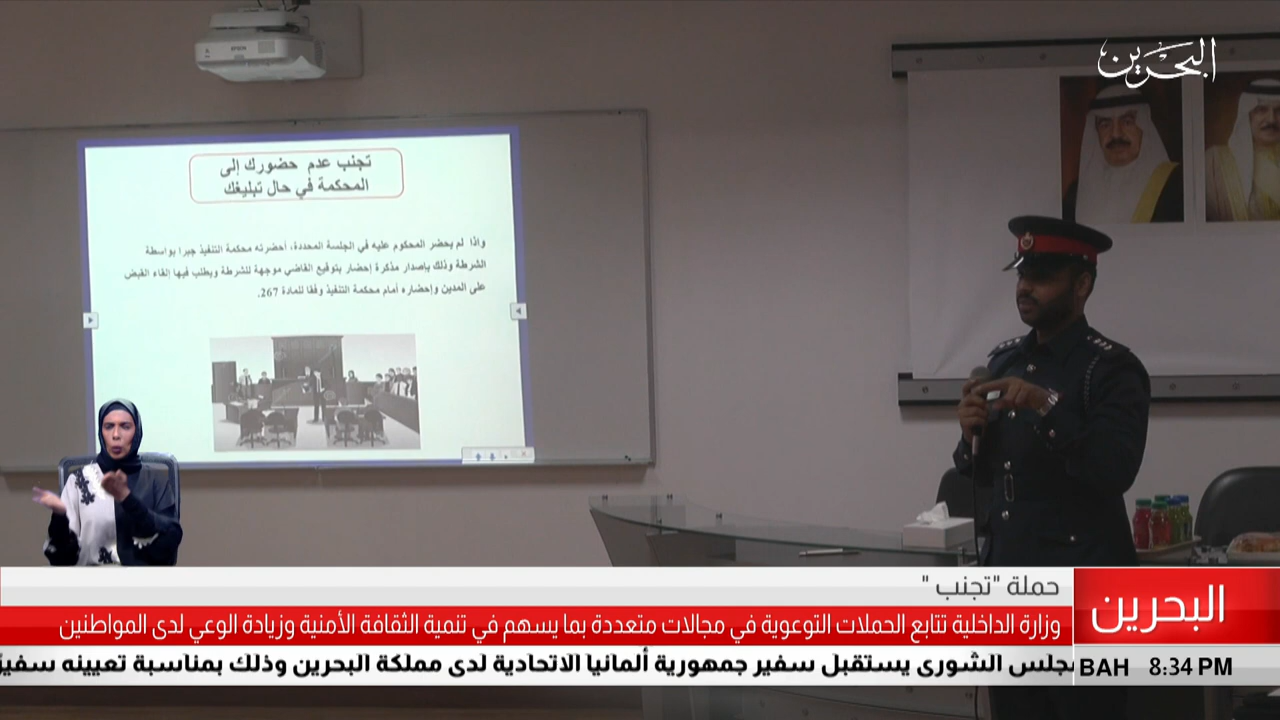 EPSON
البحرين
تجنب عدم حضورك إلى
المحكمة في حال تبليغك
واذا لم يحضر المحكوم عليه في الجلسة المحددة، أحضرته محكمة التنفيذ جبرا بواسطة
الشرطة وذلك بإصدار مذكرة إحضار بتوقيع القاضي موجهة للشرطة ويطلب فيها إلقاء القبض
على المدين وإحضاره أمام محكمة التنفيذ وفقا للمادة 267.
حملة "تجنب "
البحرين
وزارة الداخلية تتابع الحملات التوعوية في مجالات متعددة بما يسهم في تنمية الثقافة الأمنية وزيادة الوعي لدى المواطنين
BAH 8:34 PM
مجلس الشورى يستقبل سفير جمهورية ألمانيا الاتحادية لدى مملكة البحرين وذلك بمناسبة تعيينه